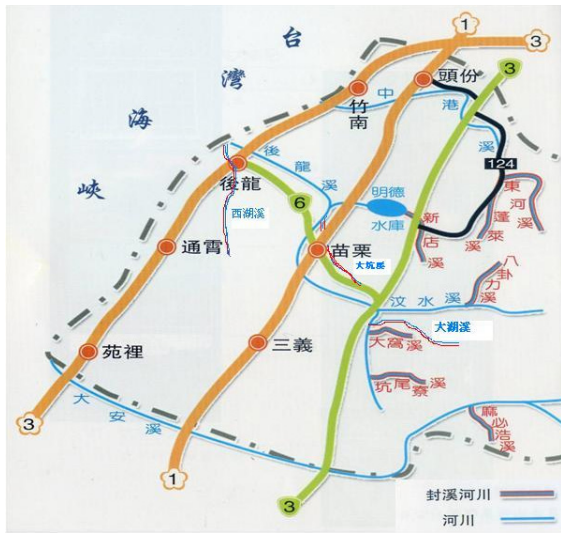 1
3
台
灣
海
峽
頭份
3
中
港
溪
竹南
124
後
龍
溪
後龍
東河溪
蓬萊溪
明德
水庫
新店溪
6
西湖溪
苗栗
大坑溪
八卦力溪
通霄
汶水溪
大湖溪
大窩溪
三義
苑裡
坑尾寮溪
大安溪
麻必浩溪
3
1
3
封溪河川
河川